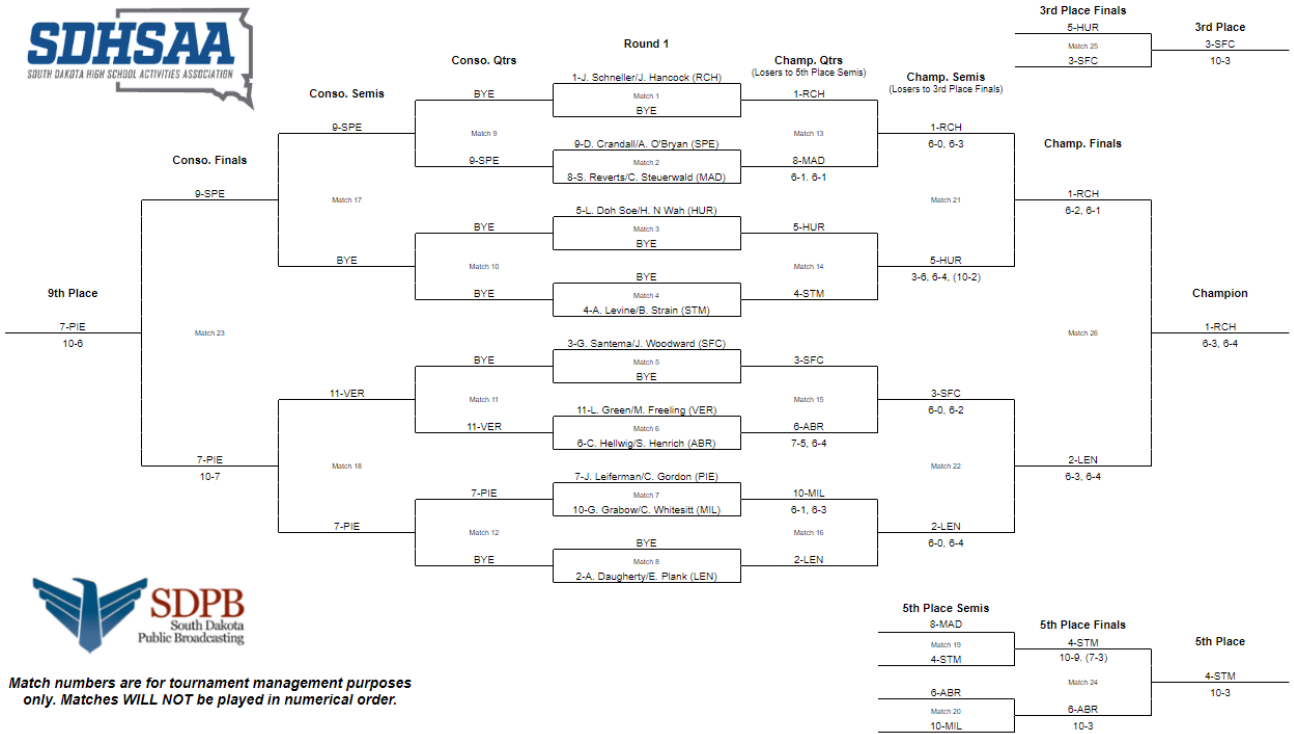 SDHSAA
SOUTH DAKOTA HIGH SCHOOL ACTIVITIES ASSOCIATION
9th Place
7-PIE
10-6
Conso. Finals
9-SPE
Match 23
7-PIE
10-7
Conso. Semis
9-SPE
Match 17
BYE
11-VER
Match 18
7-PIE
Conso. Qtrs
BYE
Match 9
9-SPE
BYE
Match 10
BYE
BYE
Match 11
11-VER
7-PIE
Match 12
BYE
Round 1
1-J. Schneller/J. Hancock (RCH)
Match 1
BYE
9-D. Crandall/A. O'Bryan (SPE)
Match 2
8-S. Reverts/C. Steuerwald (MAD)
5-L. Doh Soe/H. N Wah (HUR)
Match 3
BYE
BYE
Match 4
4-A. Levine/B. Strain (STM)
3-G. Santema/J. Woodward (SFC)
Match 5
BYE
11-L. Green/M. Freeling (VER)
Match 6
6-C. Hellwig/S. Henrich (ABR)
7-J. Leiferman/C. Gordon (PIE)
Match 7
10-G. Grabow/C. Whitesitt (MIL)
BYE
Match 8
2-A. Daugherty/E. Plank (LEN)
Champ. Qtrs
(Losers to 5th Place Semis)
1-RCH
Match 13
8-MAD
6-1. 6-1
5-HUR
Match 14
4-STM
3-SFC
Match 15
6-ABR
7-5, 6-4
10-MIL
6-1, 6-3
Match 16
2-LEN
Champ. Semis
(Losers to 3rd Place Finals)
1-RCH
6-0, 6-3
Match 21
5-HUR
3-6, 6-4, (10-2)
3-SFC
6-0, 6-2
Match 22
2-LEN
6-0, 6-4
Champ. Finals
1-RCH
6-2, 6-1
Match 26
2-LEN
6-3, 6-4
Champion
1-RCH
6-3, 6-4
3rd Place Finals
5-HUR
Match 25
3-SFC
3rd Place
3-SFC
10-3
5th Place Semis
8-MAD
Match 19
4-STM
6-ABR
Match 20
10-MIL
5th Place Finals
4-STM
10-9. (7-3)
Match 24
6-ABR
10-3
5th Place
4-STM
10-3
SDPB
South Dakota
Public Broadcasting
Match numbers are for tournament management purposes
only. Matches WILL NOT be played in numerical order.